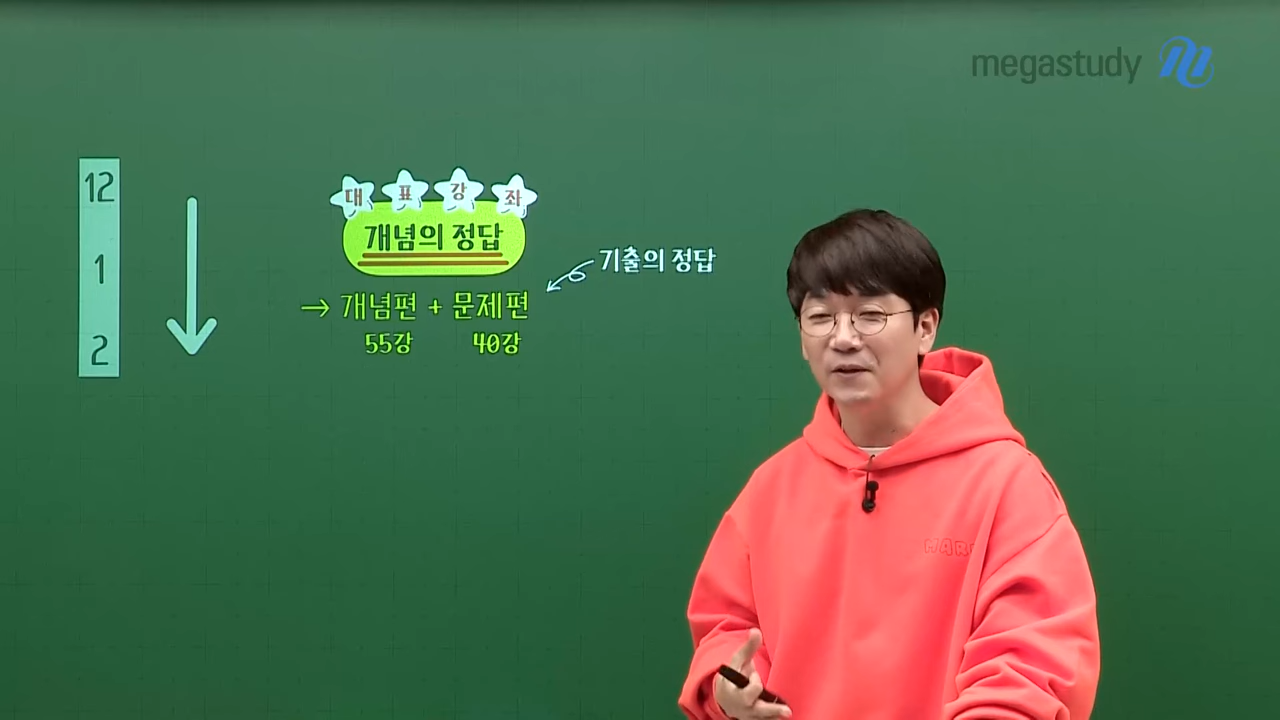 megastudy
12
1
2
대표강좌
개념의 정답
기출의 정답
→ 개념편 + 문제편
55강
40강